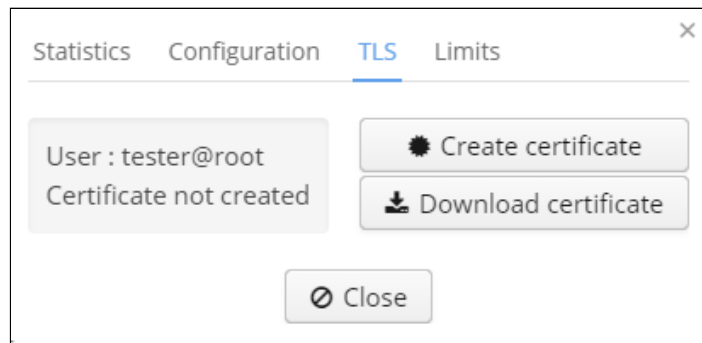 Statistics Configuration TLS Limits
User : tester@root
Certificate not created
Create certificate
Download certificate
Close